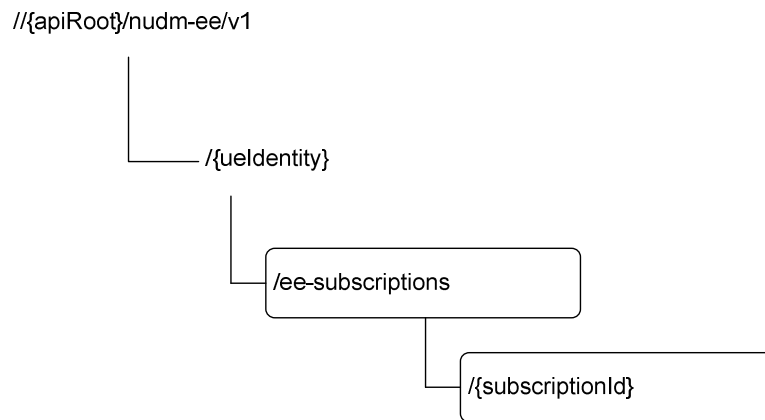 //{apiRoot}/nudm-ee/v1
/{ueIdentity}
/ee-subscriptions
/{subscriptionId}